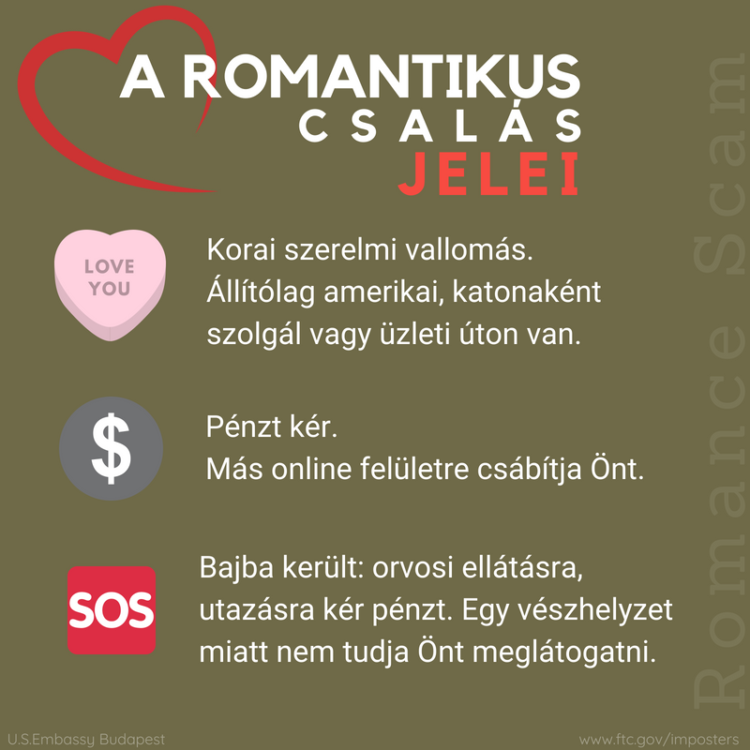 A ROMANTIKUS
CSALÁS
JELEI
LOVE
YOU
Korai szerelmi vallomás.
Állítólag amerikai, katonaként
szolgál vagy üzleti úton van.
$
Pénzt kér.
Más online felületre csábítja Önt.
SOS
Bajba került: orvosi ellátásra,
utazásra kér pénzt. Egy vészhelyzet
miatt nem tudja Önt meglátogatni.
Romance Scam
U.S.Embassy Budapest
www.ftc.gov/imposters